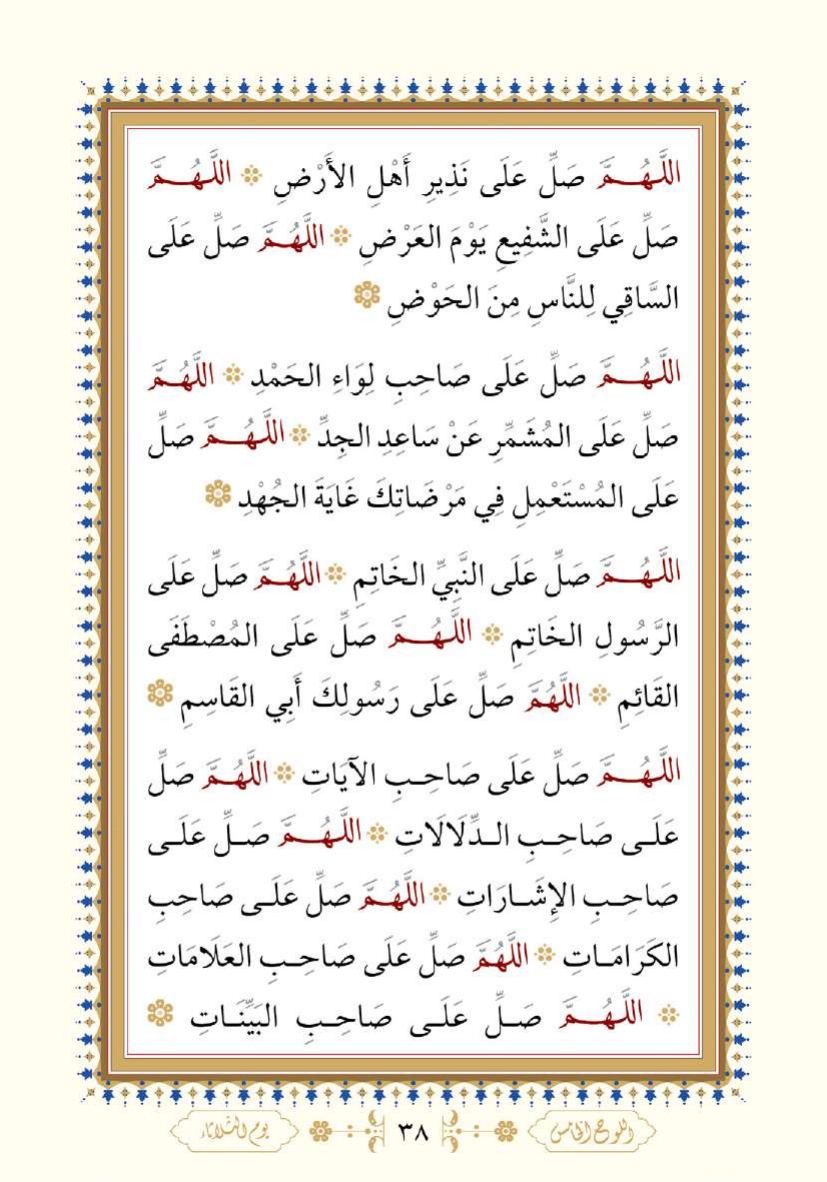 اللَّهُمَّ صَلِّ عَلَى نَذِيرِ أَهْلِ الأَرْضِ اللَّهُمَّ
صَلِّ عَلَى الشَّفِيعِ يَوْمَ العَرْضِ اللَّهُمَّ صَلِّ عَلَى
السَّاقِي لِلنَّاسِ مِنَ الحَوْضِ
اللَّهُمَّ صَلِّ عَلَى صَاحِبِ لِوَاءِ الحَمْدِ اللَّهُمَّ
صَلِّ عَلَى المُشَمِّرِ عَنْ سَاعِدِ الجِدِّ اللَّهُمَّ صَلِّ
عَلَى المُسْتَعْمِلِ فِي مَرْضَاتِكَ غَايَةَ الجُهْدِ
اللَّهُمَّ صَلِّ عَلَى النَّبِيِّ الخَاتِمِ اللَّهُمَّ صَلِّ عَلَى
الرَّسُولِ الخَاتِمِ اللَّهُمَّ صَلِّ عَلَى المُصْطَفَى
القَائِمِ اللَّهُمَّ صَلِّ عَلَى رَسُولِكَ أَبِي القَاسِمِ
اللَّهُمَّ صَلِّ عَلَى صَاحِبِ الآيَاتِ اللَّهُمَّ صَلِّ
عَلَى صَاحِبِ الدِّلَالَاتِ اللَّهُمَّ صَلِّ عَلَى
صَاحِبِ الإِشَارَاتِ اللَّهُمَّ صَلِّ عَلَى صَاحِبِ
الكَرَامَاتِ اللَّهُمَّ صَلِّ عَلَى صَاحِبِ العَلَامَاتِ
اللَّهُمَّ صَلِّ عَلَى صَاحِبِ البَيِّنَاتِ
اللوح الخامس ٣٨ يوم الثلاثاء